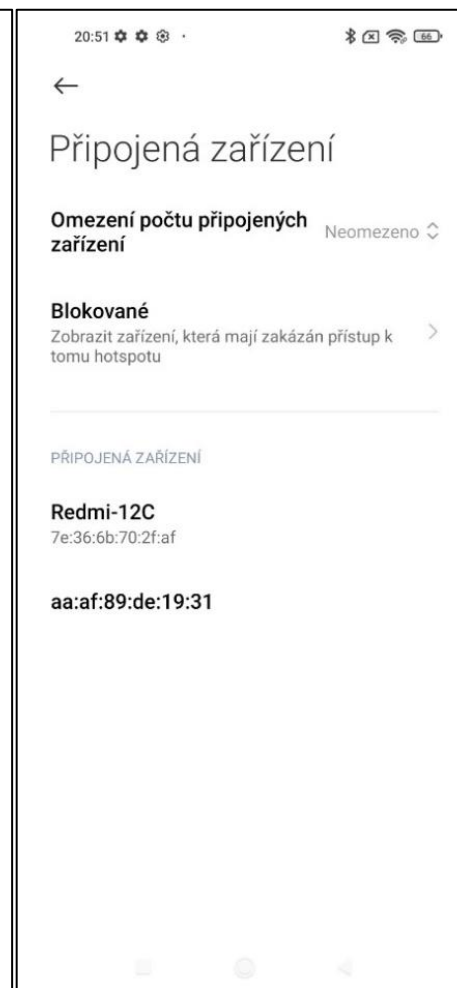 20:51
66
Připojená zařízení
Omezení počtu připojených
zařízení
Neomezeno
Blokované
Zobrazit zařízení, která mají zakázán přístup k
tomu hotspotu
PŘIPOJENÁ ZAŘÍZENÍ
Redmi-12C
7e:36:6b:70:2f:af
aa:af:89:de:19:31